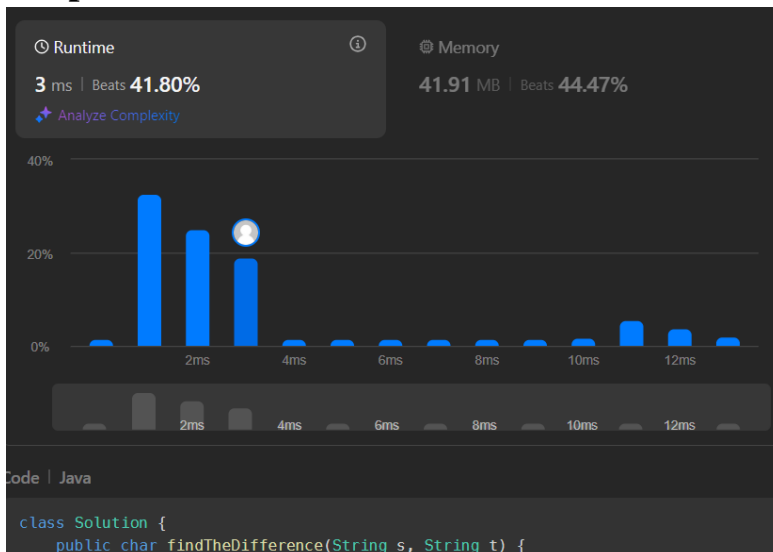 Runtime
3 ms | Beats 41.80%
Analyze Complexity
Memory
41.91 MB | Beats 44.47%
40%
20%
0%
2ms 4ms 6ms 8ms 10ms 12ms
2ms 4ms 6ms 8ms 10ms 12ms
Code | Java
class Solution {
public char findTheDifference(String s, String t) {